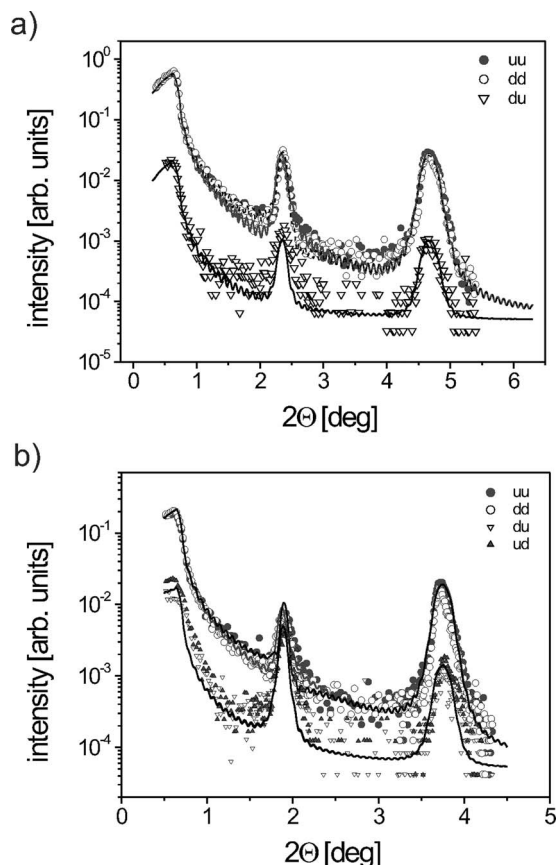 a)
uu
dd
du
10⁰
10⁻¹
10⁻²
10⁻³
10⁻⁴
10⁻⁵
intensity [arb. units]
0 1 2 3 4 5 6
2Θ [deg]
b)
uu
dd
du
ud
10⁻¹
10⁻²
10⁻³
10⁻⁴
intensity [arb. units]
0 1 2 3 4 5
2Θ [deg]